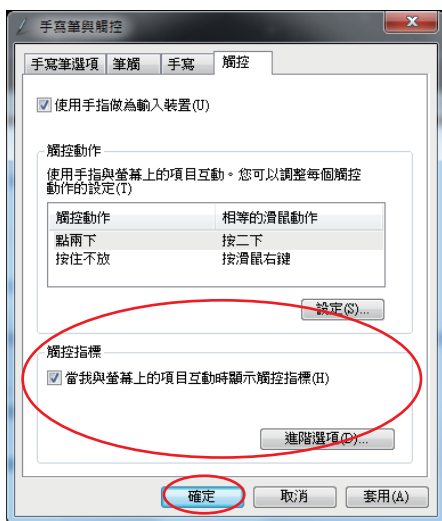 手寫筆與觸控
手寫筆選項 筆觸 手寫 觸控
使用手指做為輸入裝置(U)
觸控動作
使用手指與螢幕上的項目互動。您可以調整每個觸控
動作的設定(T)
觸控動作 相等的滑鼠動作
點兩下 按二下
按住不放 按滑鼠右鍵
設定(S)...
觸控指標
當我與螢幕上的項目互動時顯示觸控指標(H)
進階選項(D)...
確定 取消 套用(A)